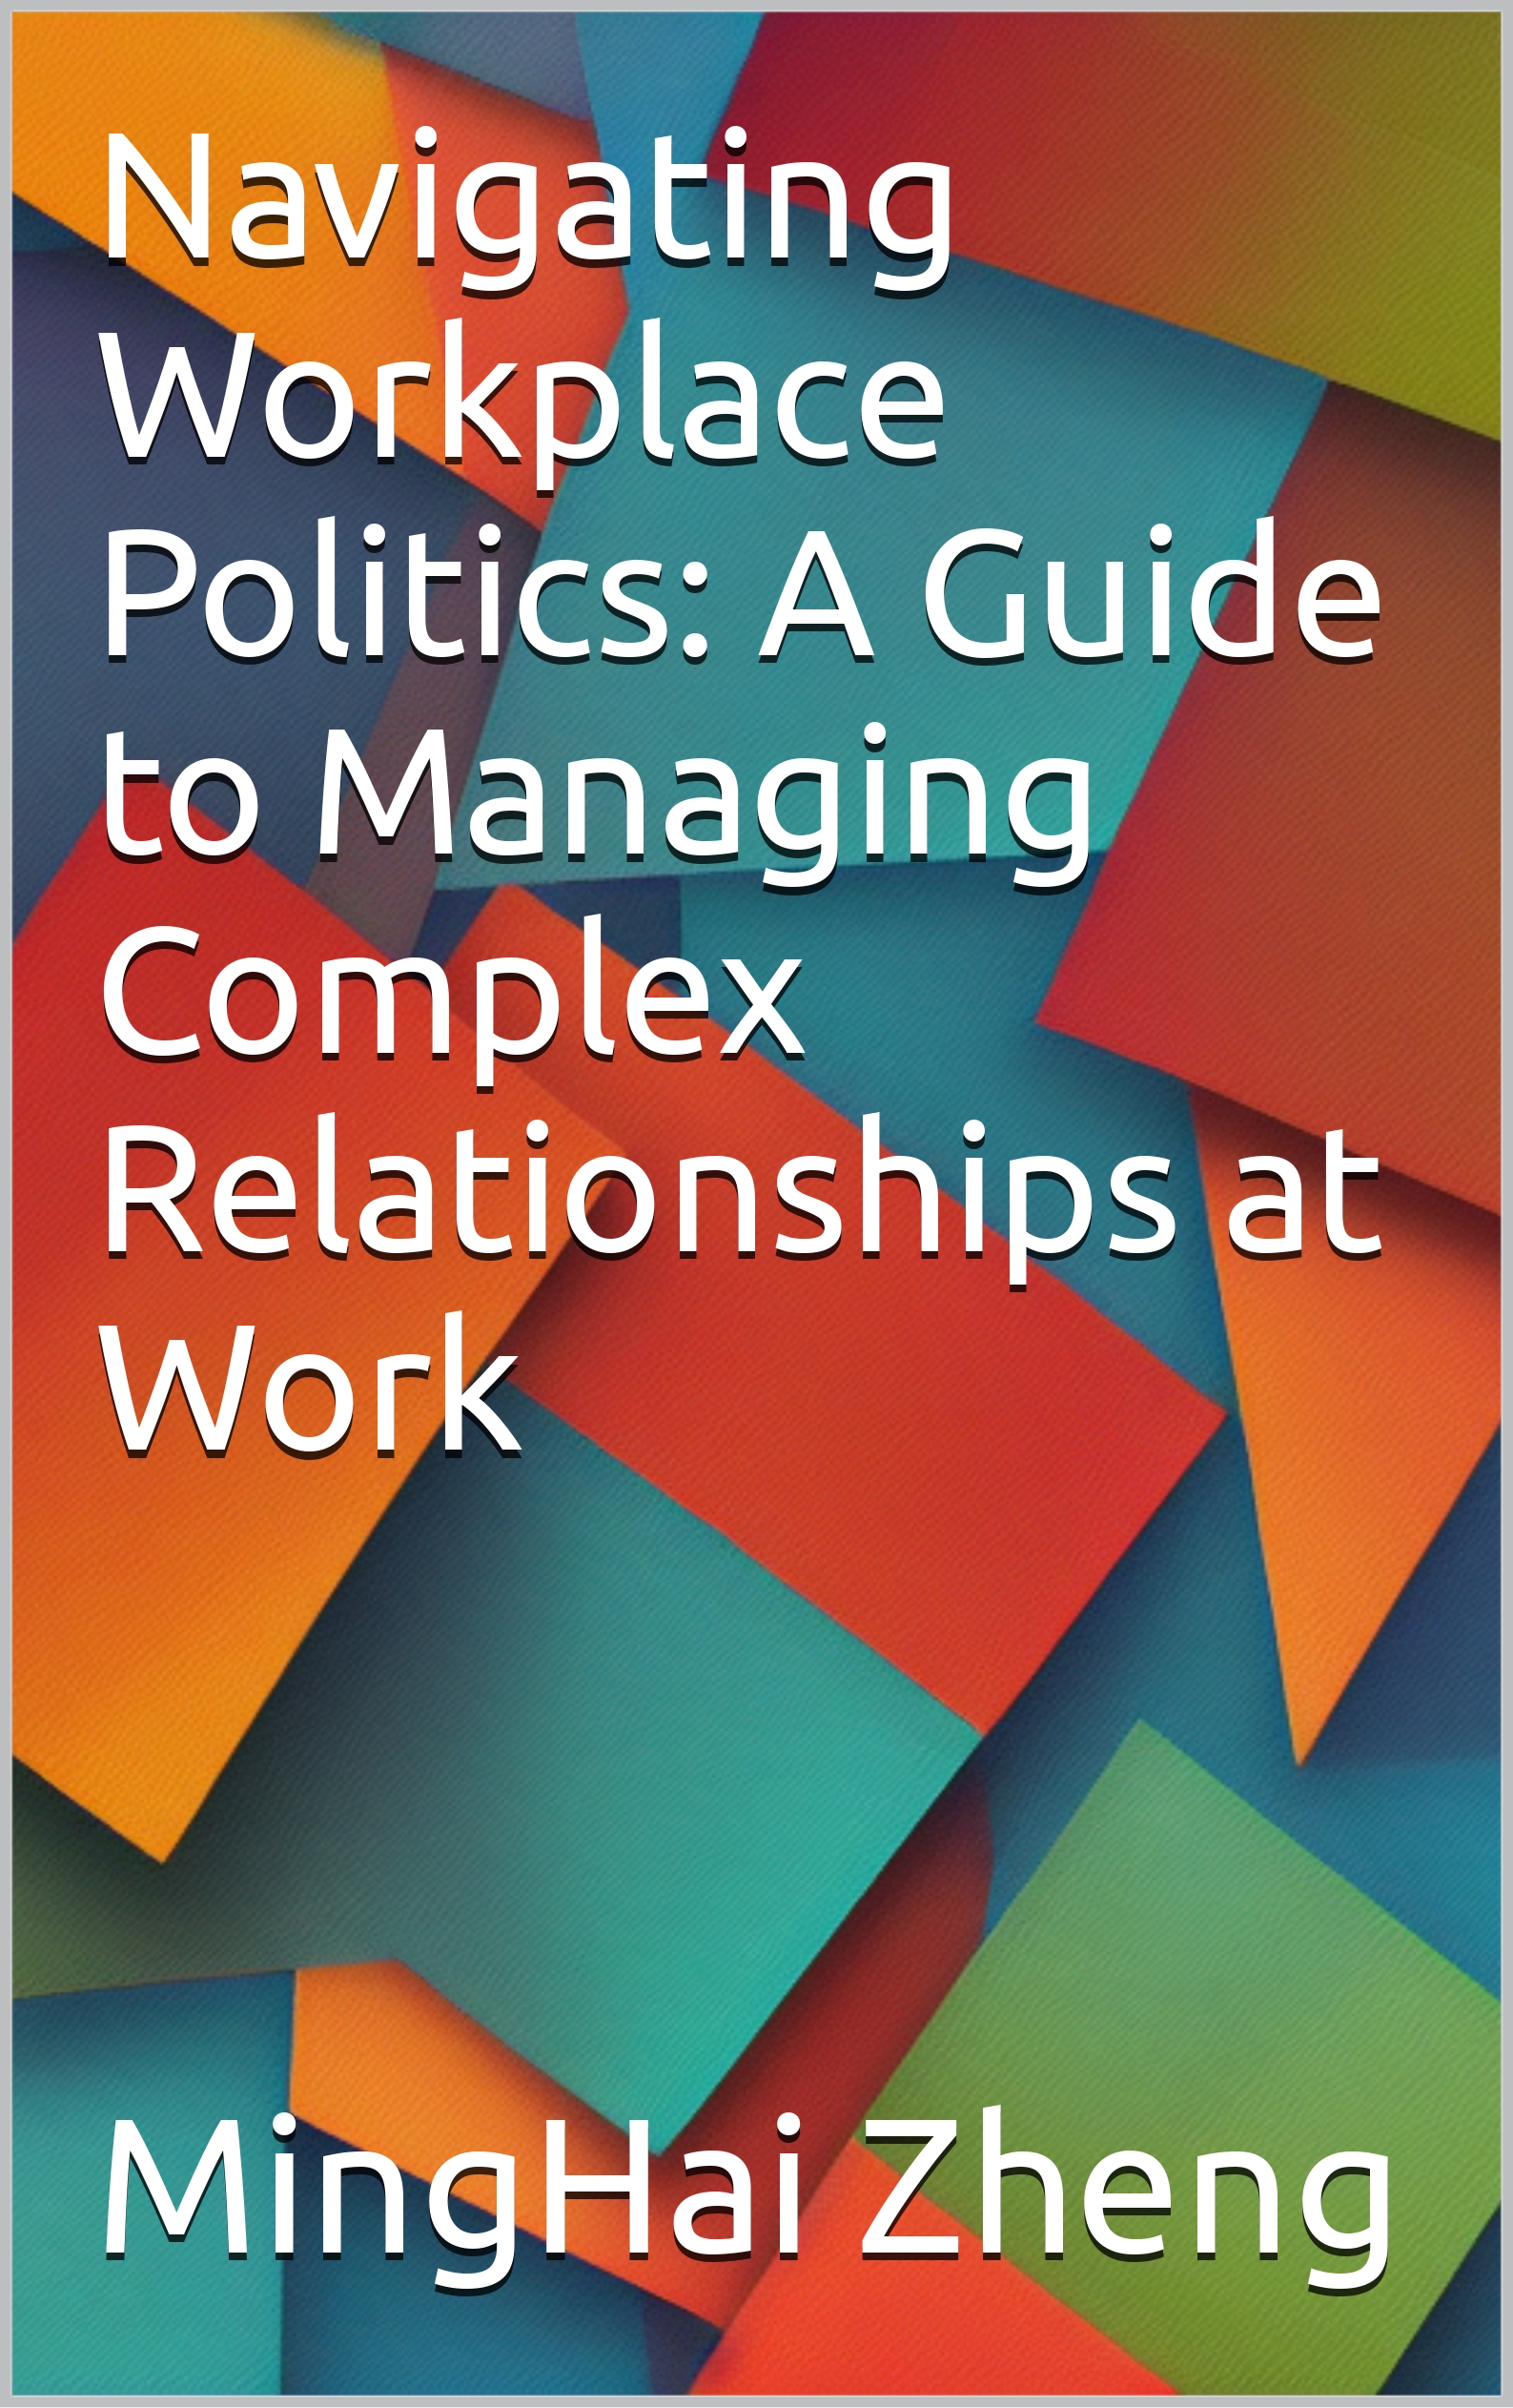 Navigating
Workplace
Politics: A Guide
to Managing
Complex
Relationships at
Work
MingHai Zheng